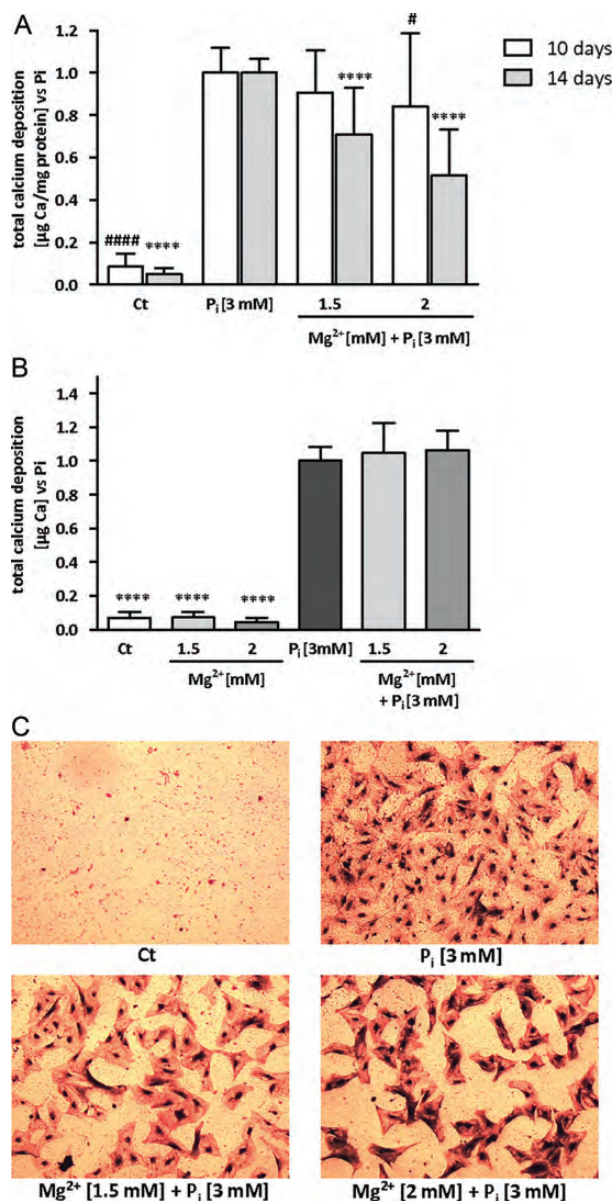 A
total calcium deposition
[µg Ca/mg protein] vs Pi
1.2
1.0
0.8
0.6
0.4
0.2
0.0
####
****
****
#
****
10 days
14 days
Ct
Pᵢ [3 mM]
1.5
2
Mg²⁺ [mM] + Pᵢ [3 mM]
B
total calcium deposition
[µg Ca] vs Pi
1.4
1.2
1.0
0.8
0.6
0.4
0.2
0.0
****
****
****
Ct
1.5
2
Pᵢ [3mM]
1.5
2
Mg²⁺ [mM]
Mg²⁺ [mM]
+ Pᵢ [3 mM]
C
Ct
Pᵢ [3 mM]
Mg²⁺ [1.5 mM] + Pᵢ [3 mM]
Mg²⁺ [2 mM] + Pᵢ [3 mM]